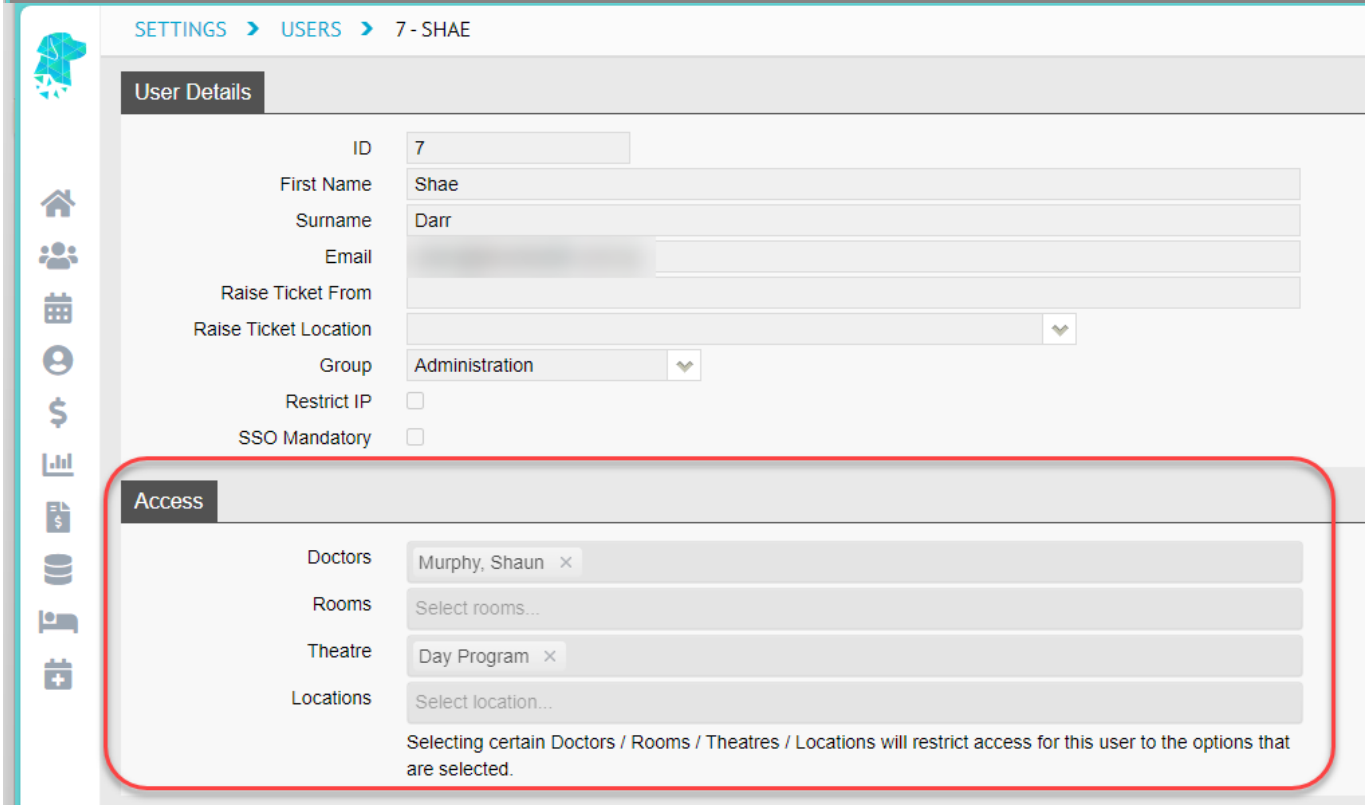 SETTINGS > USERS > 7 - SHAE
User Details
ID 7
First Name Shae
Surname Darr
Email
Raise Ticket From
Raise Ticket Location
Group Administration
Restrict IP
SSO Mandatory
Access
Doctors Murphy, Shaun ×
Rooms Select rooms...
Theatre Day Program ×
Locations Select location...
Selecting certain Doctors / Rooms / Theatres / Locations will restrict access for this user to the options that
are selected.